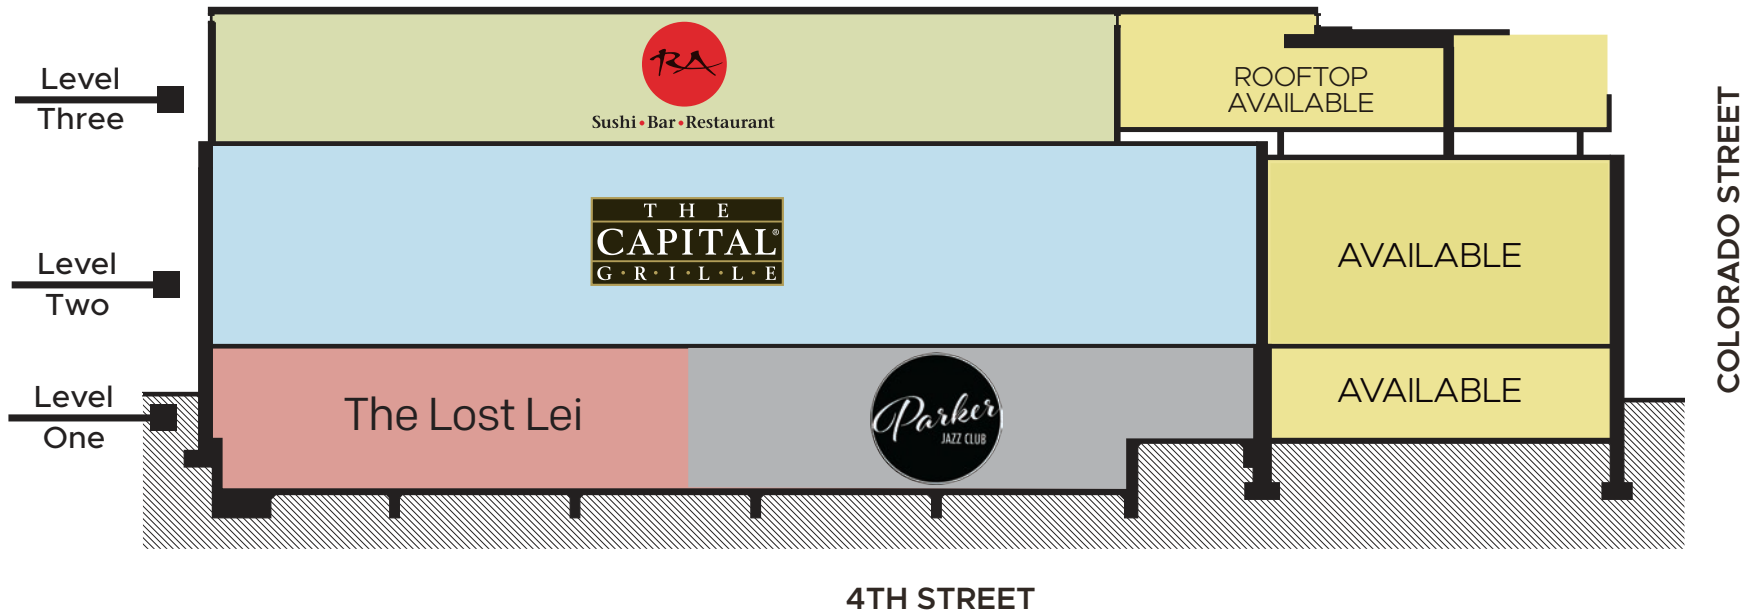 Level
Three
RA
Sushi • Bar • Restaurant
ROOFTOP
AVAILABLE
Level
Two
THE
CAPITAL®
G·R·I·L·L·E
AVAILABLE
Level
One
The Lost Lei
Parker
JAZZ CLUB
AVAILABLE
COLORADO STREET
4TH STREET